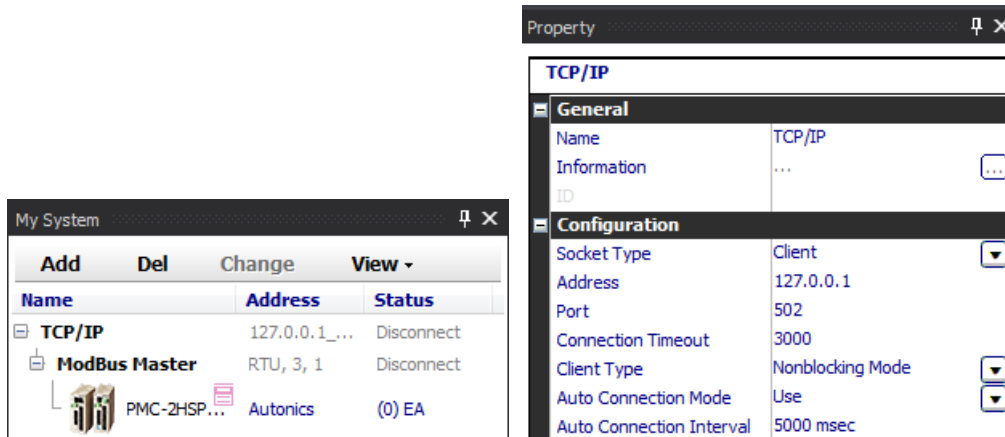 My System
Add Del Change View
Name Address Status
TCP/IP 127.0.0.1_... Disconnect
ModBus Master RTU, 3, 1 Disconnect
PMC-2HSP... Autonics (0) EA
Property
TCP/IP
General
Name TCP/IP
Information ... ...
ID
Configuration
Socket Type Client
Address 127.0.0.1
Port 502
Connection Timeout 3000
Client Type Nonblocking Mode
Auto Connection Mode Use
Auto Connection Interval 5000 msec